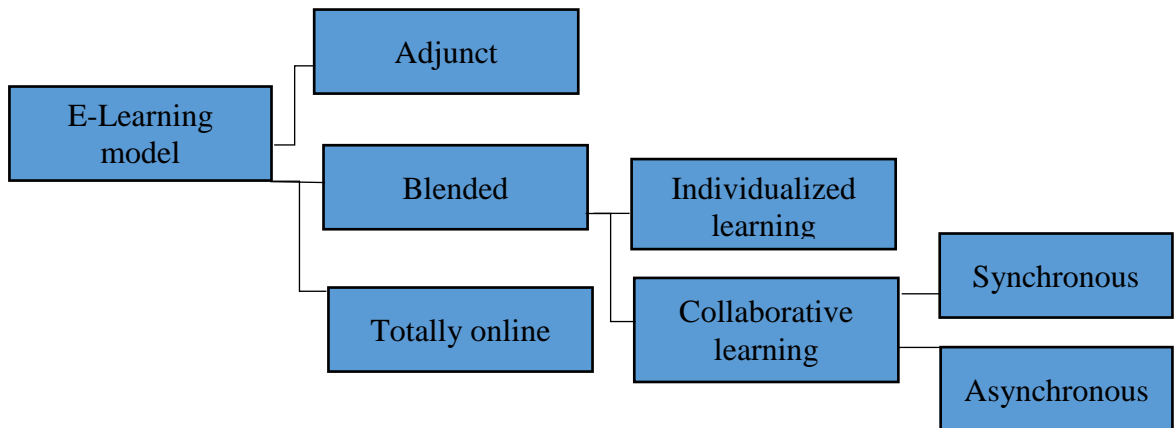 Adjunct
E-Learning
model
Blended
Individualized
learning
Synchronous
Collaborative
learning
Totally online
Asynchronous